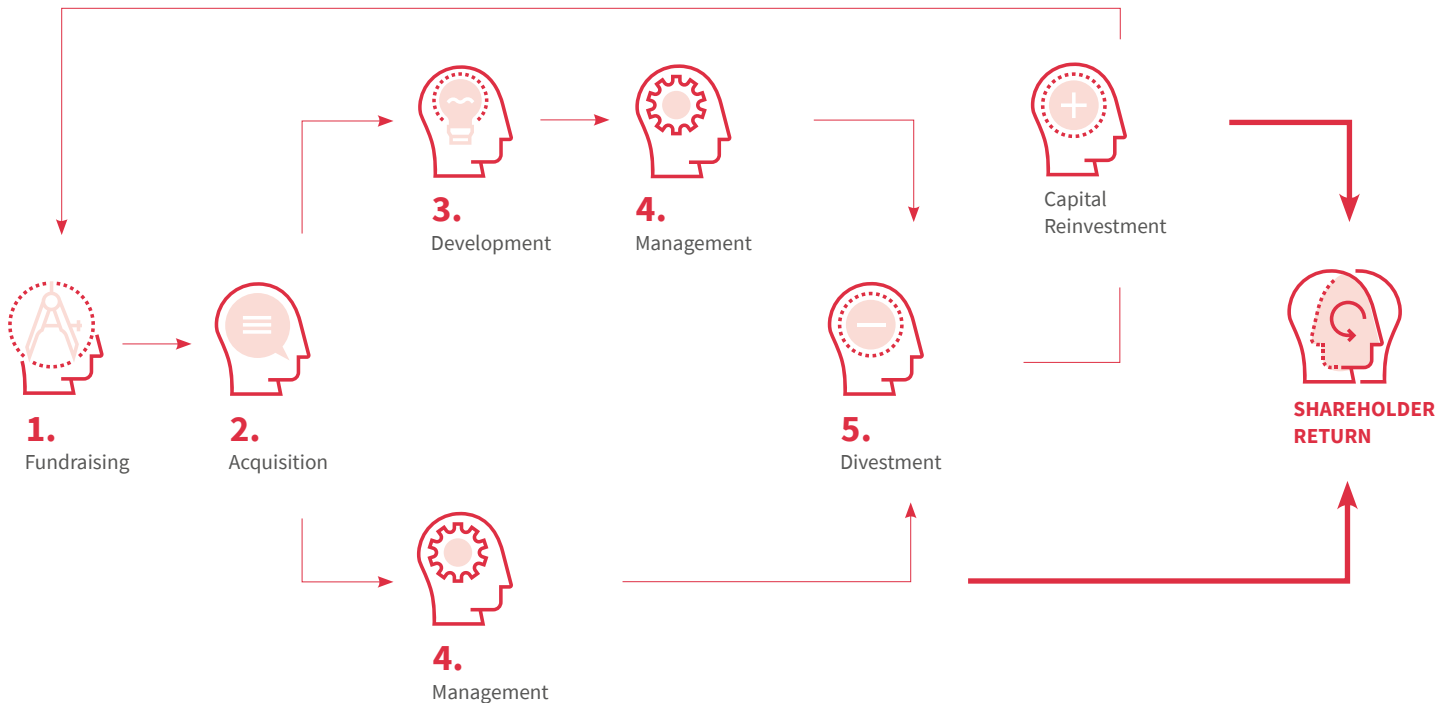 3.
Development
4.
Management
Capital
Reinvestment
1.
Fundraising
2.
Acquisition
5.
Divestment
SHAREHOLDER
RETURN
4.
Management